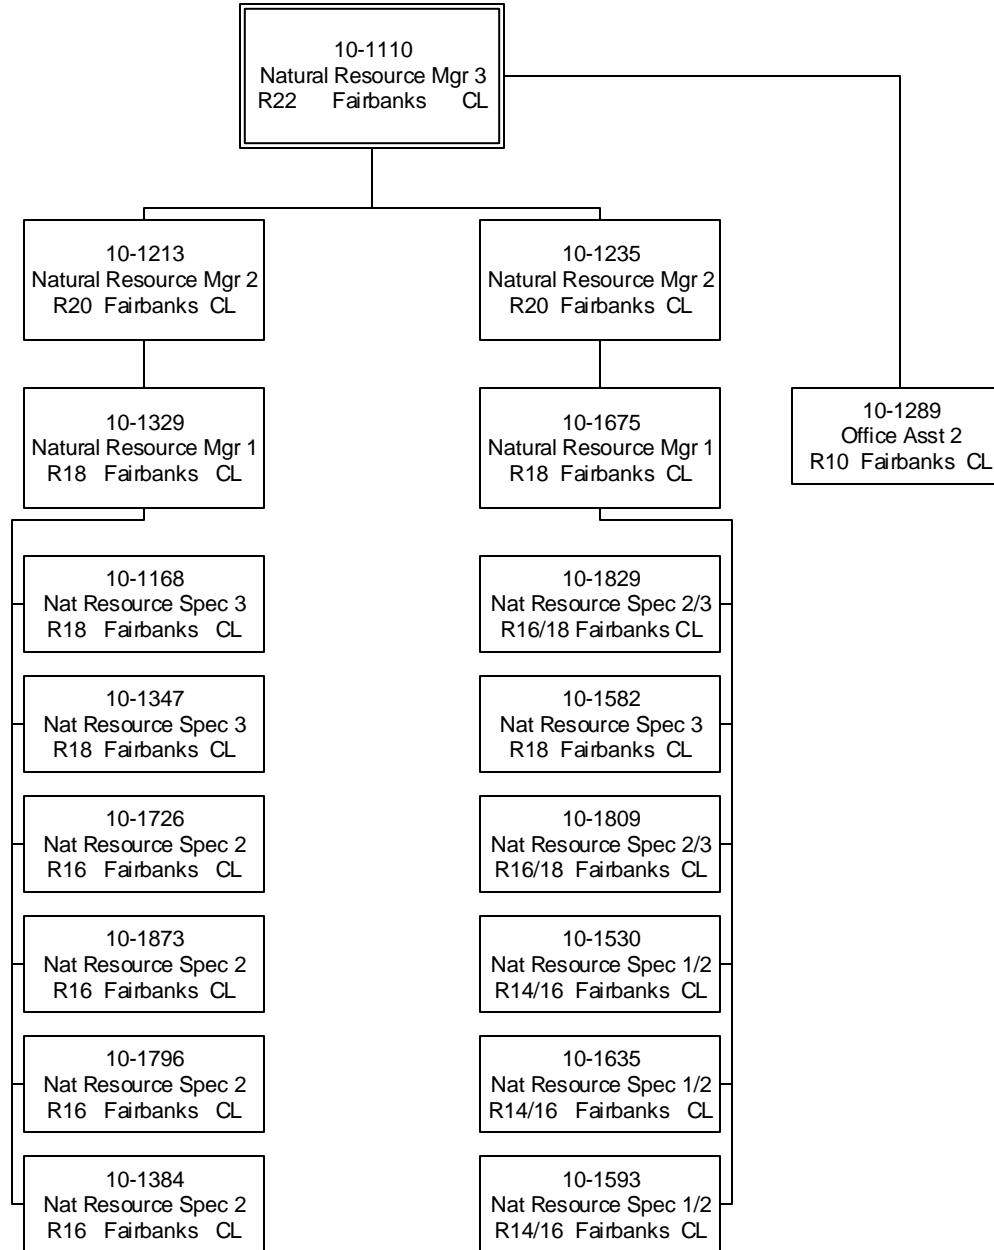 10-1110
Natural Resource Mgr 3
R22 Fairbanks CL
10-1213
Natural Resource Mgr 2
R20 Fairbanks CL
10-1235
Natural Resource Mgr 2
R20 Fairbanks CL
10-1329
Natural Resource Mgr 1
R18 Fairbanks CL
10-1675
Natural Resource Mgr 1
R18 Fairbanks CL
10-1289
Office Asst 2
R10 Fairbanks CL
10-1168
Nat Resource Spec 3
R18 Fairbanks CL
10-1829
Nat Resource Spec 2/3
R16/18 Fairbanks CL
10-1347
Nat Resource Spec 3
R18 Fairbanks CL
10-1582
Nat Resource Spec 3
R18 Fairbanks CL
10-1726
Nat Resource Spec 2
R16 Fairbanks CL
10-1809
Nat Resource Spec 2/3
R16/18 Fairbanks CL
10-1873
Nat Resource Spec 2
R16 Fairbanks CL
10-1530
Nat Resource Spec 1/2
R14/16 Fairbanks CL
10-1796
Nat Resource Spec 2
R16 Fairbanks CL
10-1635
Nat Resource Spec 1/2
R14/16 Fairbanks CL
10-1384
Nat Resource Spec 2
R16 Fairbanks CL
10-1593
Nat Resource Spec 1/2
R14/16 Fairbanks CL